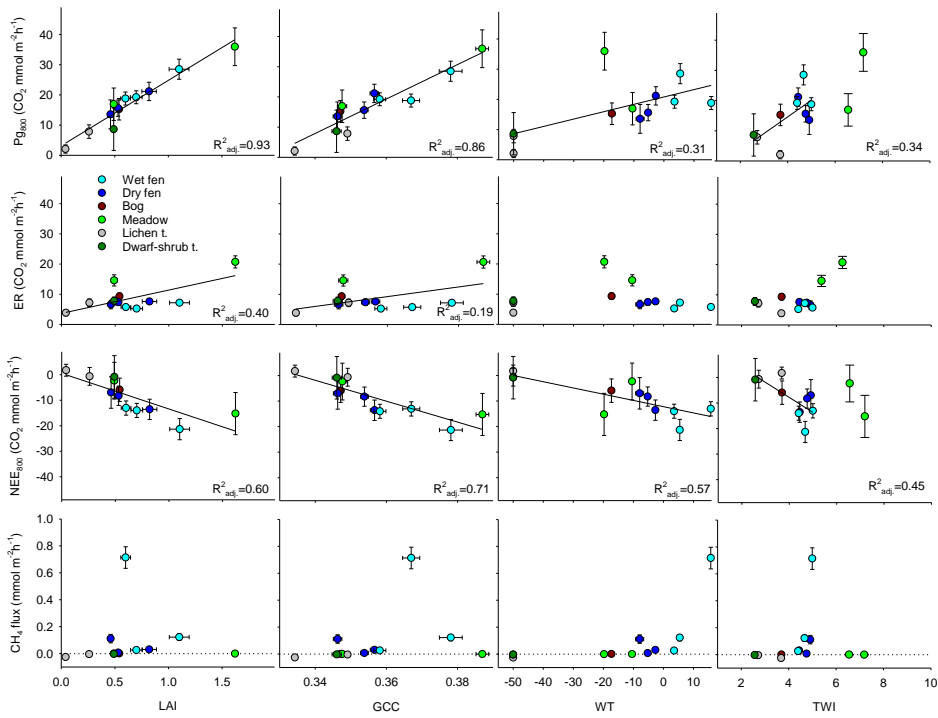 Pg800 (CO2 mmol m-2h-1)
40
30
20
10
0
R2adj.=0.93
R2adj.=0.86
R2adj.=0.31
R2adj.=0.34
ER (CO2 mmol m-2h-1)
40
30
20
10
0
Wet fen
Dry fen
Bog
Meadow
Lichen t.
Dwarf-shrub t.
R2adj.=0.40
R2adj.=0.19
NEE800 (CO2 mmol m-2h-1)
0
-10
-20
-30
-40
R2adj.=0.60
R2adj.=0.71
R2adj.=0.57
R2adj.=0.45
CH4 flux (mmol m-2h-1)
1.0
0.8
0.6
0.4
0.2
0.0
0.0 0.5 1.0 1.5
0.34 0.36 0.38
-50 -40 -30 -20 -10 0 10
2 4 6 8
LAI GCC WT TWI